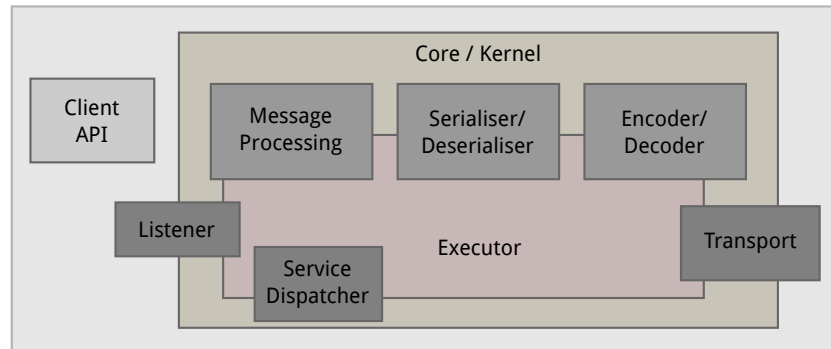 Core / Kernel
Client
API
Message
Processing
Serialiser/
Deserialiser
Encoder/
Decoder
Listener
Executor
Transport
Service
Dispatcher